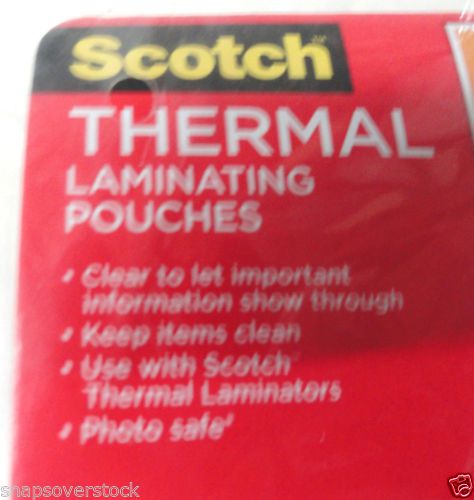 Scotch
THERMAL
LAMINATING
POUCHES
• Clear to let important
information show through
• Keep items clean
• Use with Scotch
Thermal Laminators
• Photo safe
snapsoverstock